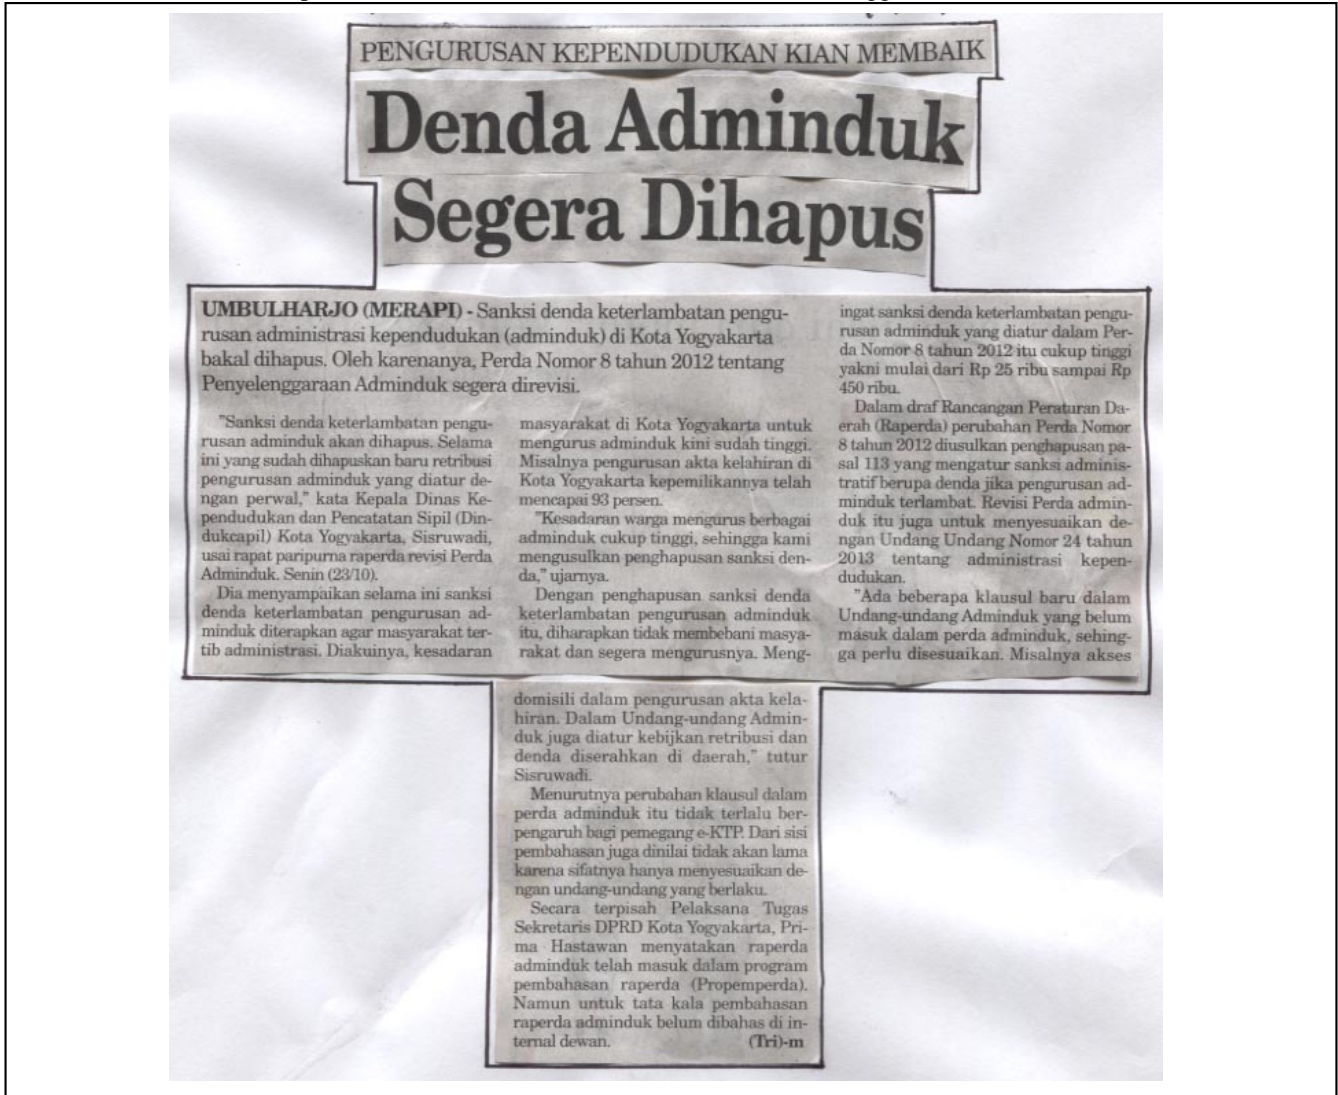 PENGURUSAN KEPENDUDUKAN KIAN MEMBAIK
Denda Adminduk
Segera Dihapus
UMBULHARJO (MERAPI) - Sanksi denda keterlambatan pengu-
rusan administrasi kependudukan (adminduk) di Kota Yogyakarta
bakal dihapus. Oleh karenanya, Perda Nomor 8 tahun 2012 tentang
Penyelenggaraan Adminduk segera direvisi.
"Sanksi denda keterlambatan pengu-
rusan adminduk akan dihapus. Selama
ini yang sudah dihapuskan baru retribusi
pengurusan adminduk yang diatur de-
ngan perwal," kata Kepala Dinas Ke-
pendudukan dan Pencatatan Sipil (Din-
dukcapil) Kota Yogyakarta, Sisruwadi,
usai rapat paripurna raperda revisi Perda
Adminduk. Senin (23/10).
Dia menyampaikan selama ini sanksi
denda keterlambatan pengurusan ad-
minduk diterapkan agar masyarakat ter-
tib administrasi. Diakuinya, kesadaran
masyarakat di Kota Yogyakarta untuk
mengurus adminduk kini sudah tinggi.
Misalnya pengurusan akta kelahiran di
Kota Yogyakarta kepemilikannya telah
mencapai 93 persen.
"Kesadaran warga mengurus berbagai
adminduk cukup tinggi, sehingga kami
mengusulkan penghapusan sanksi den-
da," ujarnya.
Dengan penghapusan sanksi denda
keterlambatan pengurusan adminduk
itu, diharapkan tidak membebani masya-
rakat dan segera mengurusnya. Meng-
ingat sanksi denda keterlambatan pengu-
rusan adminduk yang diatur dalam Per-
da Nomor 8 tahun 2012 itu cukup tinggi
yakni mulai dari Rp 25 ribu sampai Rp
450 ribu.
Dalam draf Rancangan Peraturan Da-
erah (Raperda) perubahan Perda Nomor
8 tahun 2012 diusulkan penghapusan pa-
sal 113 yang mengatur sanksi adminis-
tratif berupa denda jika pengurusan ad-
minduk terlambat. Revisi Perda admin-
duk itu juga untuk menyesuaikan de-
ngan Undang Undang Nomor 24 tahun
2013 tentang administrasi kepen-
dudukan.
"Ada beberapa klausul baru dalam
Undang-undang Adminduk yang belum
masuk dalam perda adminduk, sehing-
ga perlu disesuaikan. Misalnya akses
domisili dalam pengurusan akta kela-
hiran. Dalam Undang-undang Admin-
duk juga diatur kebijkan retribusi dan
denda diserahkan di daerah," tutur
Sisruwadi.
Menurutnya perubahan klausul dalam
perda adminduk itu tidak terlalu ber-
pengaruh bagi pemegang e-KTP. Dari sisi
pembahasan juga dinilai tidak akan lama
karena sifatnya hanya menyesuaikan de-
ngan undang-undang yang berlaku.
Secara terpisah Pelaksana Tugas
Sekretaris DPRD Kota Yogyakarta, Pri-
ma Hastawan menyatakan raperda
adminduk telah masuk dalam program
pembahasan raperda (Propemperda).
Namun untuk tata kala pembahasan
raperda adminduk belum dibahas di in-
ternal dewan. (Tri)-m